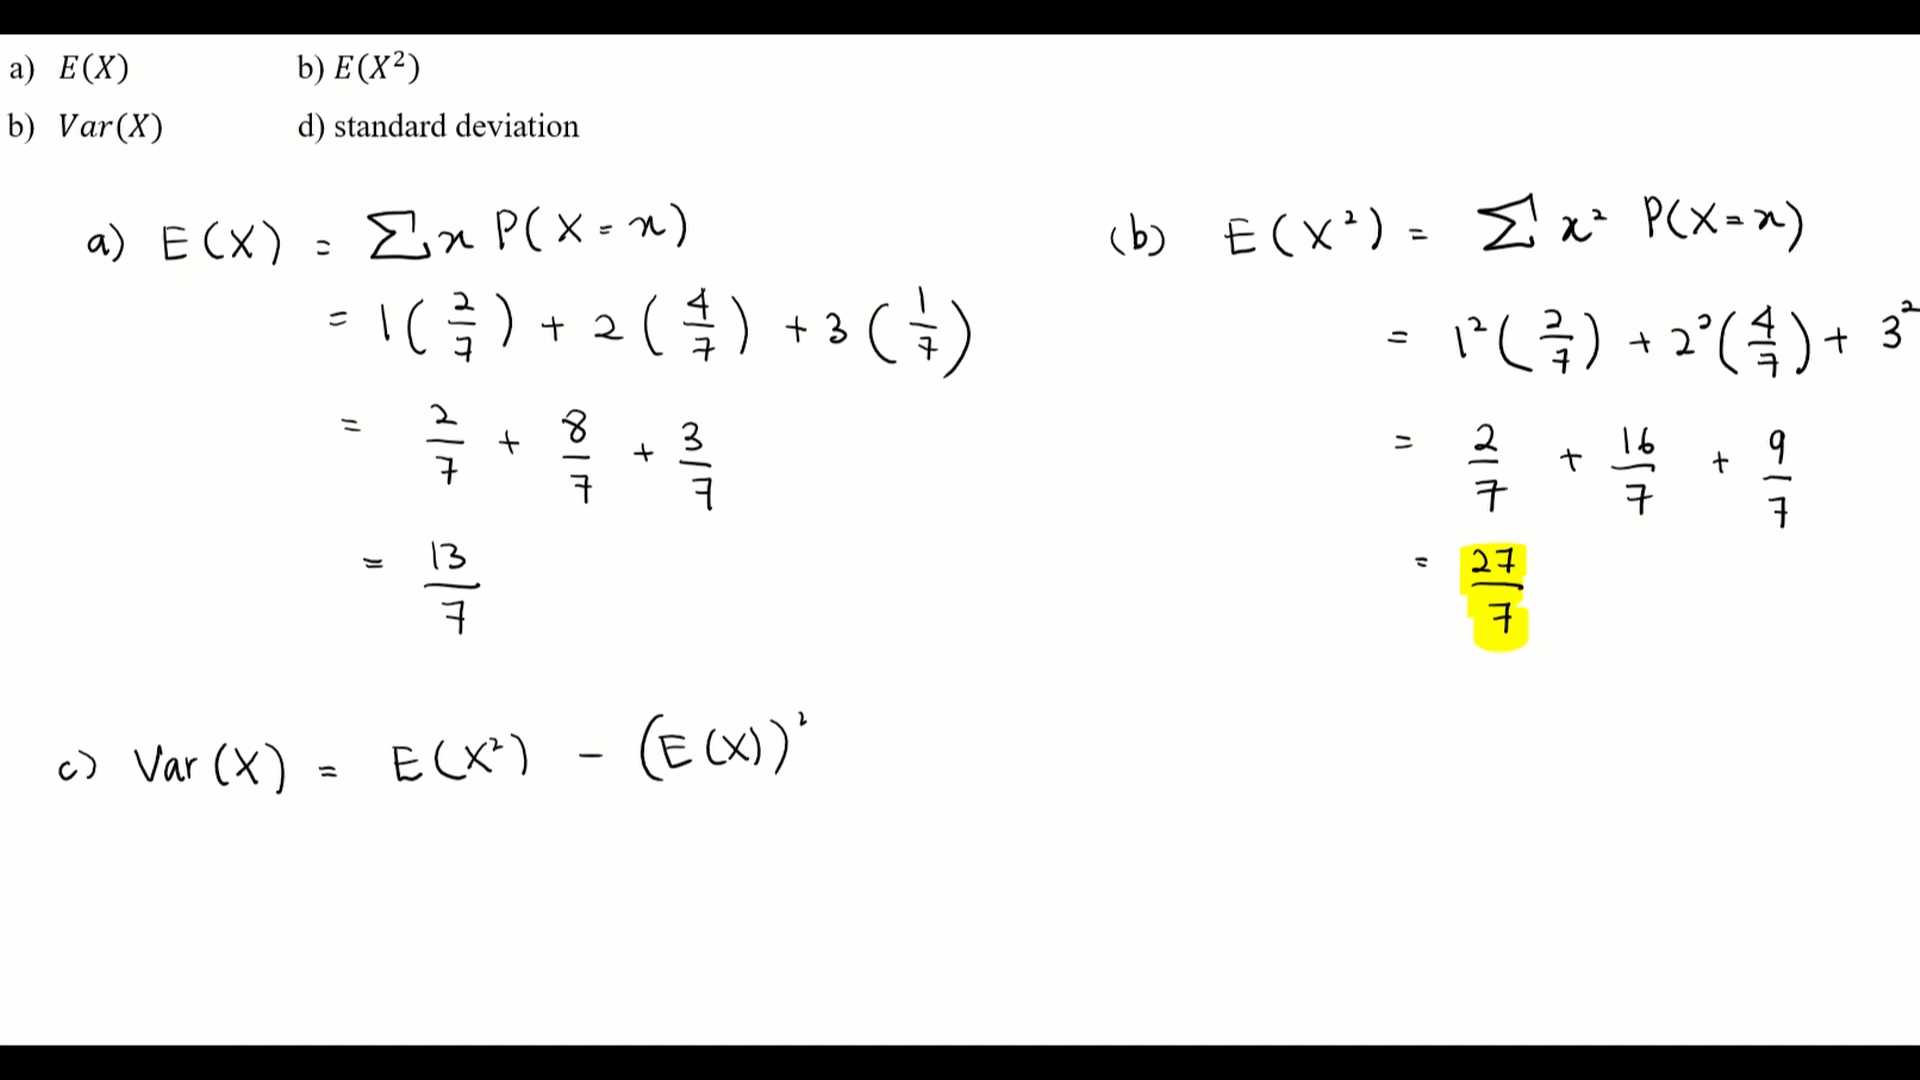 a) E(X) b) E(X²)
b) Var(X) d) standard deviation
a) E(X) = ∑x P(X=x)
= 1(2/7) + 2(4/7) + 3(1/7)
= 2/7 + 8/7 + 3/7
= 13/7
(b) E(X²) = ∑ x² P(X=x)
= 1²(2/7) + 2²(4/7) + 3²
= 2/7 + 16/7 + 9/7
= 27/7
c) Var(X) = E(X²) - (E(X))²